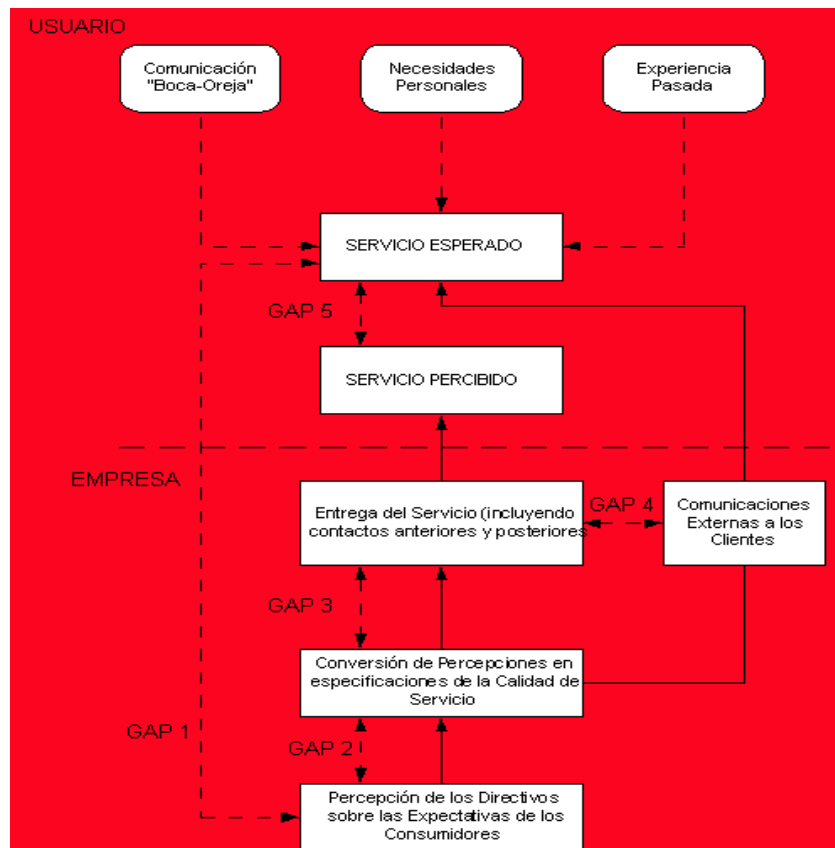 USUARIO
Comunicación
"Boca-Oreja"
Necesidades
Personales
Experiencia
Pasada
SERVICIO ESPERADO
GAP 5
SERVICIO PERCIBIDO
EMPRESA
Entrega del Servicio (incluyendo
contactos anteriores y posteriores
GAP 4
Comunicaciones
Externas a los
Clientes
GAP 3
Conversión de Percepciones en
especificaciones de la Calidad de
Servicio
GAP 1
GAP 2
Percepción de los Directivos
sobre las Expectativas de los
Consumidores